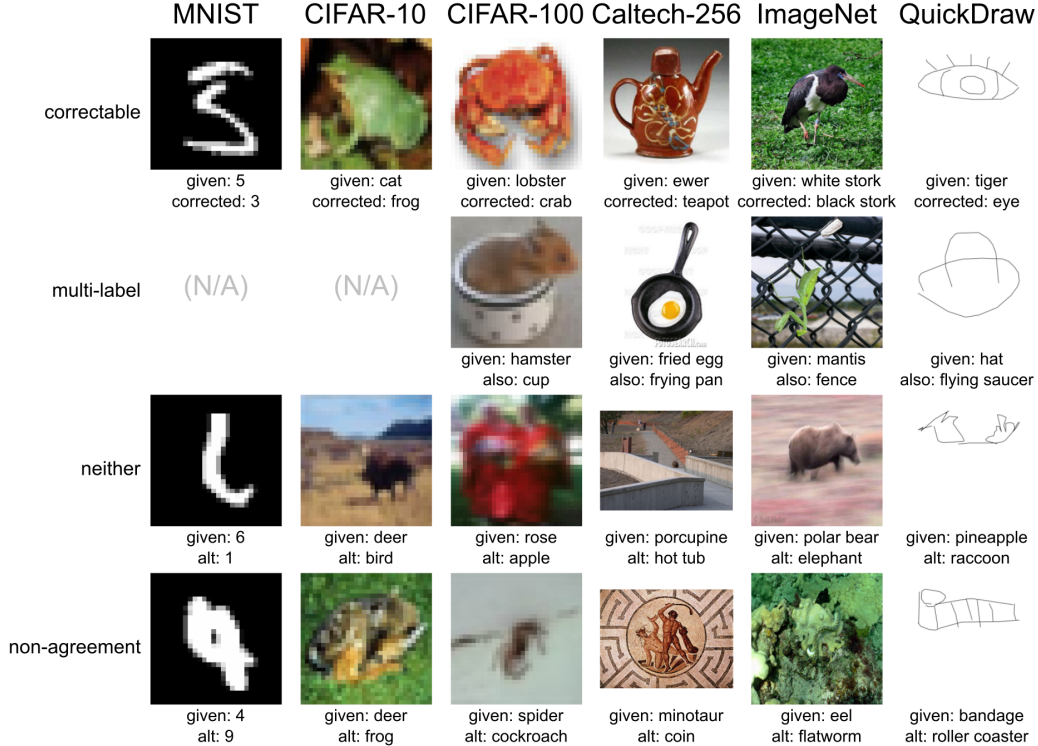 MNIST CIFAR-10 CIFAR-100 Caltech-256 ImageNet QuickDraw
correctable
given: 5 given: cat given: lobster given: ewer given: white stork given: tiger
corrected: 3 corrected: frog corrected: crab corrected: teapot corrected: black stork corrected: eye
multi-label (N/A) (N/A)
given: hamster given: fried egg given: mantis given: hat
also: cup also: frying pan also: fence also: flying saucer
neither
given: 6 given: deer given: rose given: porcupine given: polar bear given: pineapple
alt: 1 alt: bird alt: apple alt: hot tub alt: elephant alt: raccoon
non-agreement
given: 4 given: deer given: spider given: minotaur given: eel given: bandage
alt: 9 alt: frog alt: cockroach alt: coin alt: flatworm alt: roller coaster